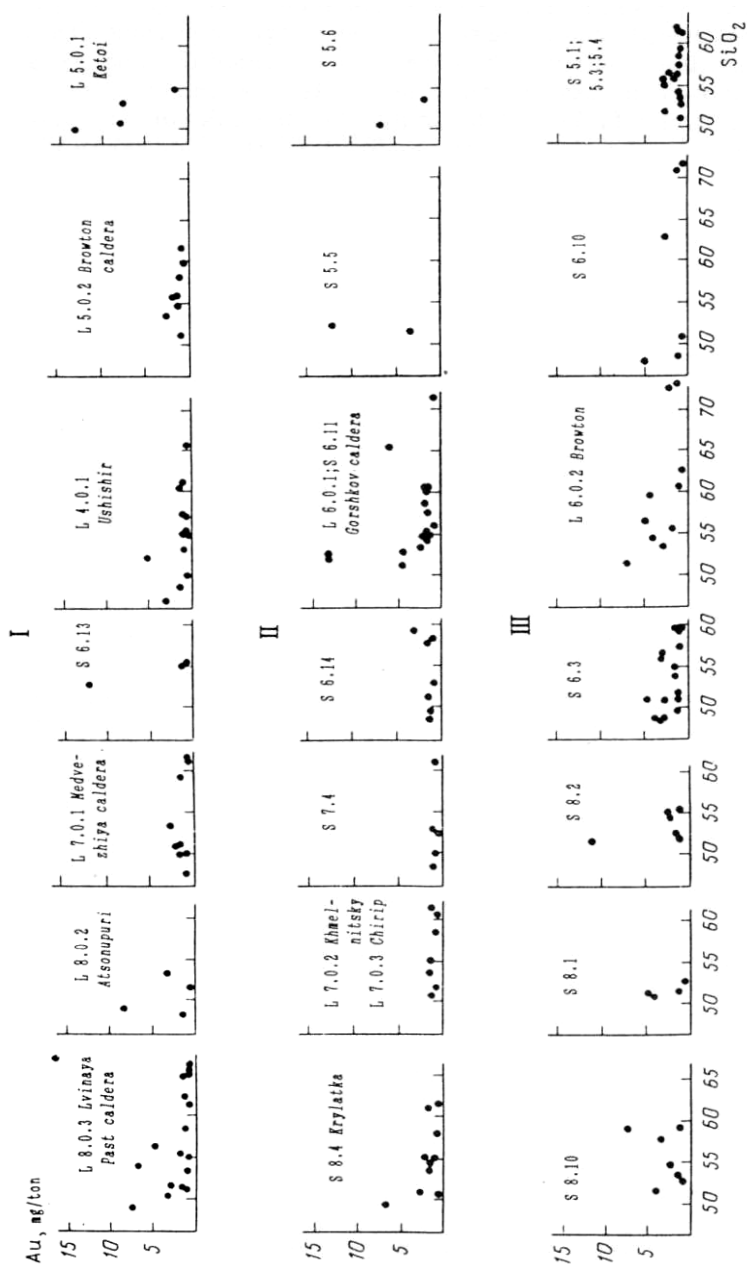 Au, mg/ton
I
15
10
5
L 8.0.3 Lvinaya
Past caldera
L 8.0.2
Atsonupuri
L 7.0.1 Medve-
zhiya caldera
S 6.13
L 4.0.1
Ushishir
L 5.0.2 Browton
caldera
L 5.0.1
Ketoi
II
15
10
5
S 8.4 Krylatka
L 7.0.2 Khmel-
nitsky
L 7.0.3 Chirip
S 7.4
S 6.14
L 6.0.1; S 6.11
Gorshkov caldera
S 5.5
S 5.6
III
15
10
5
S 8.10
S 8.1
S 8.2
S 6.3
L 6.0.2 Browton
S 6.10
S 5.1;
5.3;5.4
50 55 60 65 50 55 60 50 55 60 50 55 60 50 55 60 65 70 50 55 60 65 70 50 55 60
SiO₂